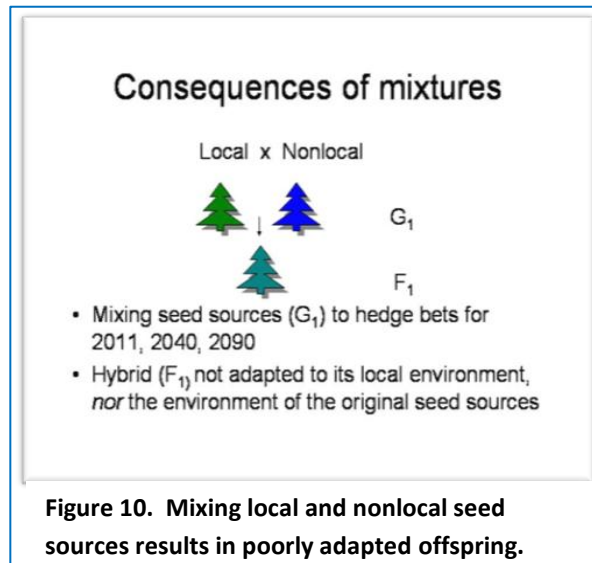 Consequences of mixtures
Local x Nonlocal
G₁
F₁
• Mixing seed sources (G₁) to hedge bets for
2011, 2040, 2090
• Hybrid (F₁) not adapted to its local environment,
nor the environment of the original seed sources
Figure 10. Mixing local and nonlocal seed
sources results in poorly adapted offspring.